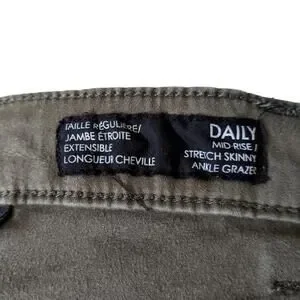 TAILLE RÉGULIÈRE/
JAMBE ÉTROITE
EXTENSIBLE
LONGUEUR CHEVILLE
DAILY
MID RISE /
STRETCH SKINNY
ANKLE GRAZER